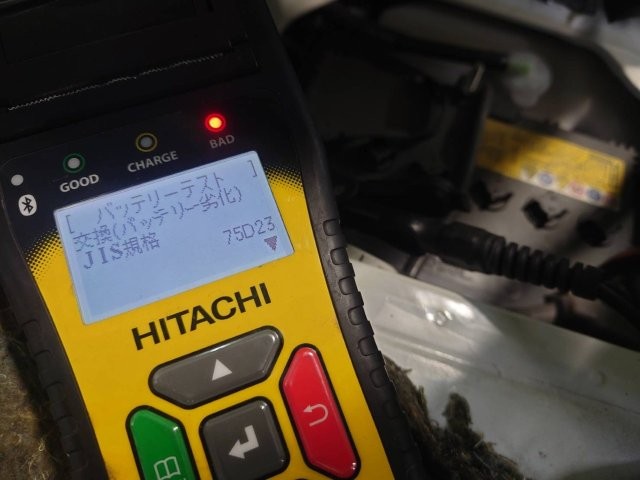 GOOD
CHARGE
BAD
[ バッテリーテスト ]
交換(バッテリー劣化)
JIS規格 75D23
HITACHI